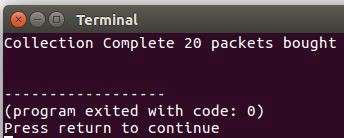 Terminal
Collection Complete 20 packets bought
------------------
(program exited with code: 0)
Press return to continue